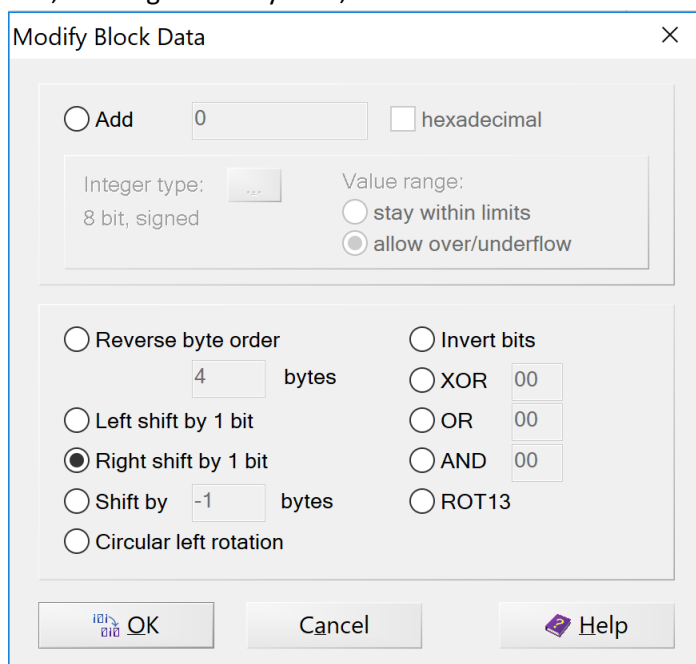 Modify Block Data
Add 0 hexadecimal
Integer type: ... Value range:
8 bit, signed stay within limits
allow over/underflow
Reverse byte order Invert bits
4 bytes XOR 00
Left shift by 1 bit OR 00
Right shift by 1 bit AND 00
Shift by -1 bytes ROT13
Circular left rotation
OK Cancel Help